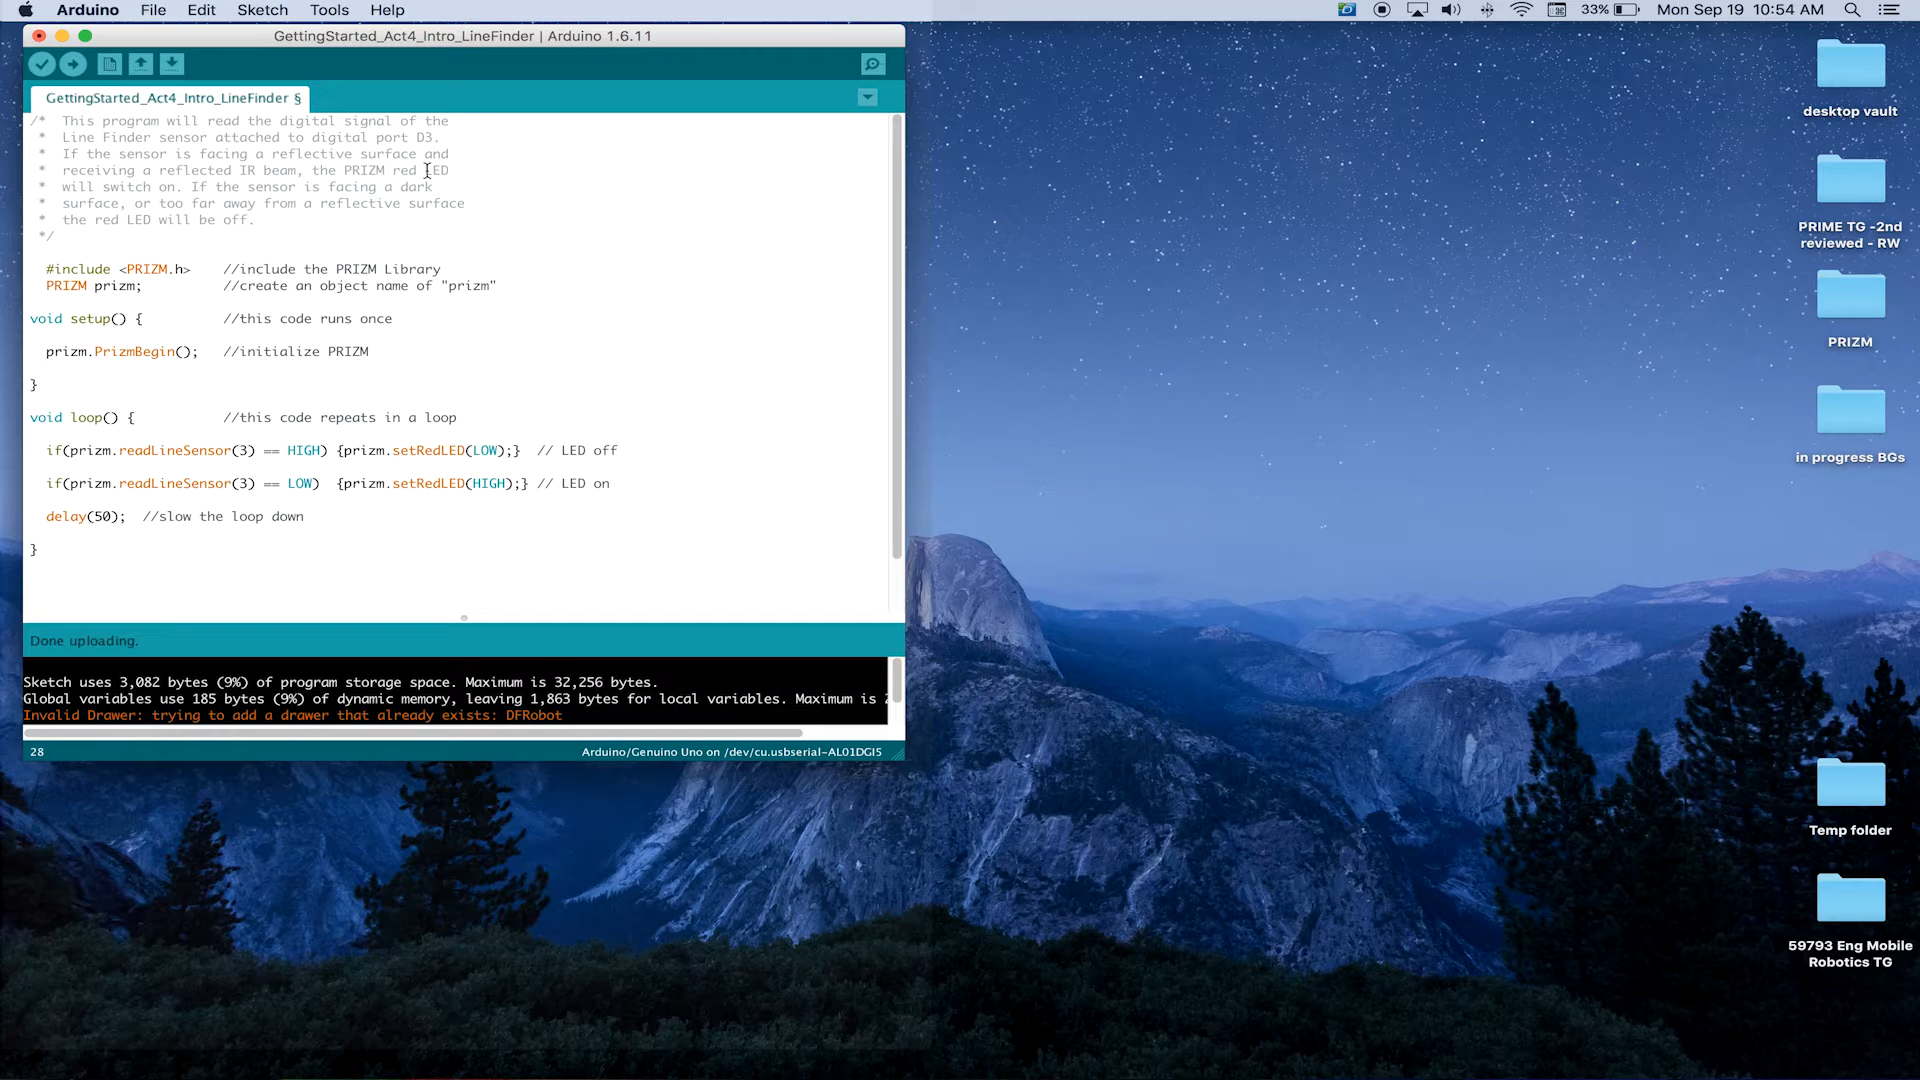 Arduino File Edit Sketch Tools Help
33% Mon Sep 19 10:54 AM
GettingStarted_Act4_Intro_LineFinder | Arduino 1.6.11
GettingStarted_Act4_Intro_LineFinder §
/* This program will read the digital signal of the
* Line Finder sensor attached to digital port D3.
* If the sensor is facing a reflective surface and
* receiving a reflected IR beam, the PRIZM red LED
* will switch on. If the sensor is facing a dark
* surface, or too far away from a reflective surface
* the red LED will be off.
*/
#include <PRIZM.h> //include the PRIZM Library
PRIZM prizm; //create an object name of "prizm"
void setup() { //this code runs once
prizm.PrizmBegin(); //initialize PRIZM
}
void loop() { //this code repeats in a loop
if(prizm.readLineSensor(3) == HIGH) {prizm.setRedLED(LOW);} // LED off
if(prizm.readLineSensor(3) == LOW) {prizm.setRedLED(HIGH);} // LED on
delay(50); //slow the loop down
}
Done uploading.
Sketch uses 3,082 bytes (9%) of program storage space. Maximum is 32,256 bytes.
Global variables use 185 bytes (9%) of dynamic memory, leaving 1,863 bytes for local variables. Maximum is
Invalid Drawer: trying to add a drawer that already exists: DFRobot
28 Arduino/Genuino Uno on /dev/cu.usbserial-AL01DGI5
desktop vault
PRIME TG -2nd
reviewed - RW
PRIZM
in progress BGs
Temp folder
59793 Eng Mobile
Robotics TG